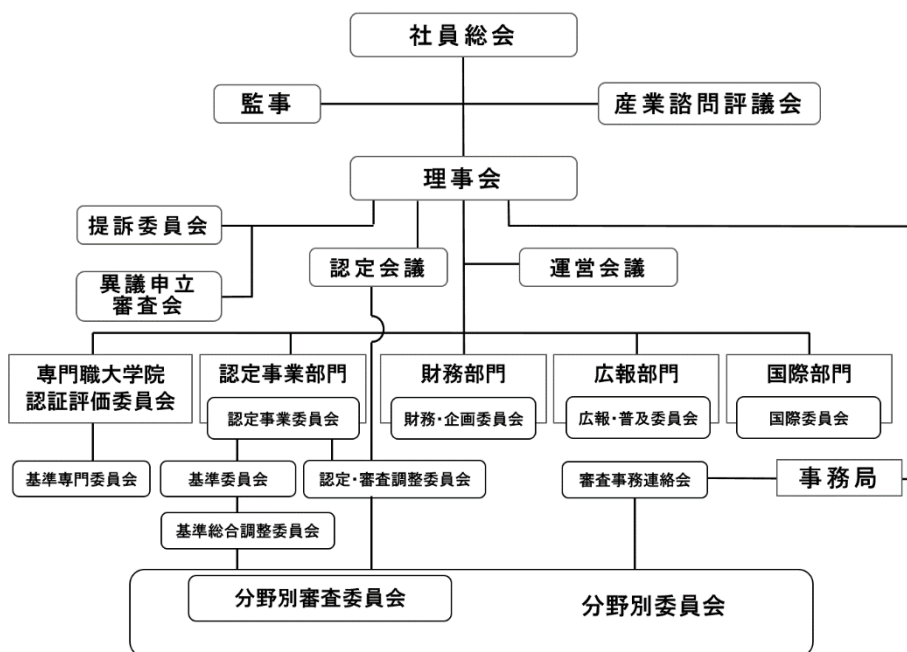 社員総会
監事
産業諮問評議会
理事会
提訴委員会
認定会議
運営会議
異議申立
審査会
専門職大学院
認証評価委員会
認定事業部門
認定事業委員会
財務部門
財務・企画委員会
広報部門
広報・普及委員会
国際部門
国際委員会
基準専門委員会
基準委員会
認定・審査調整委員会
審査事務連絡会
事務局
基準総合調整委員会
分野別審査委員会
分野別委員会